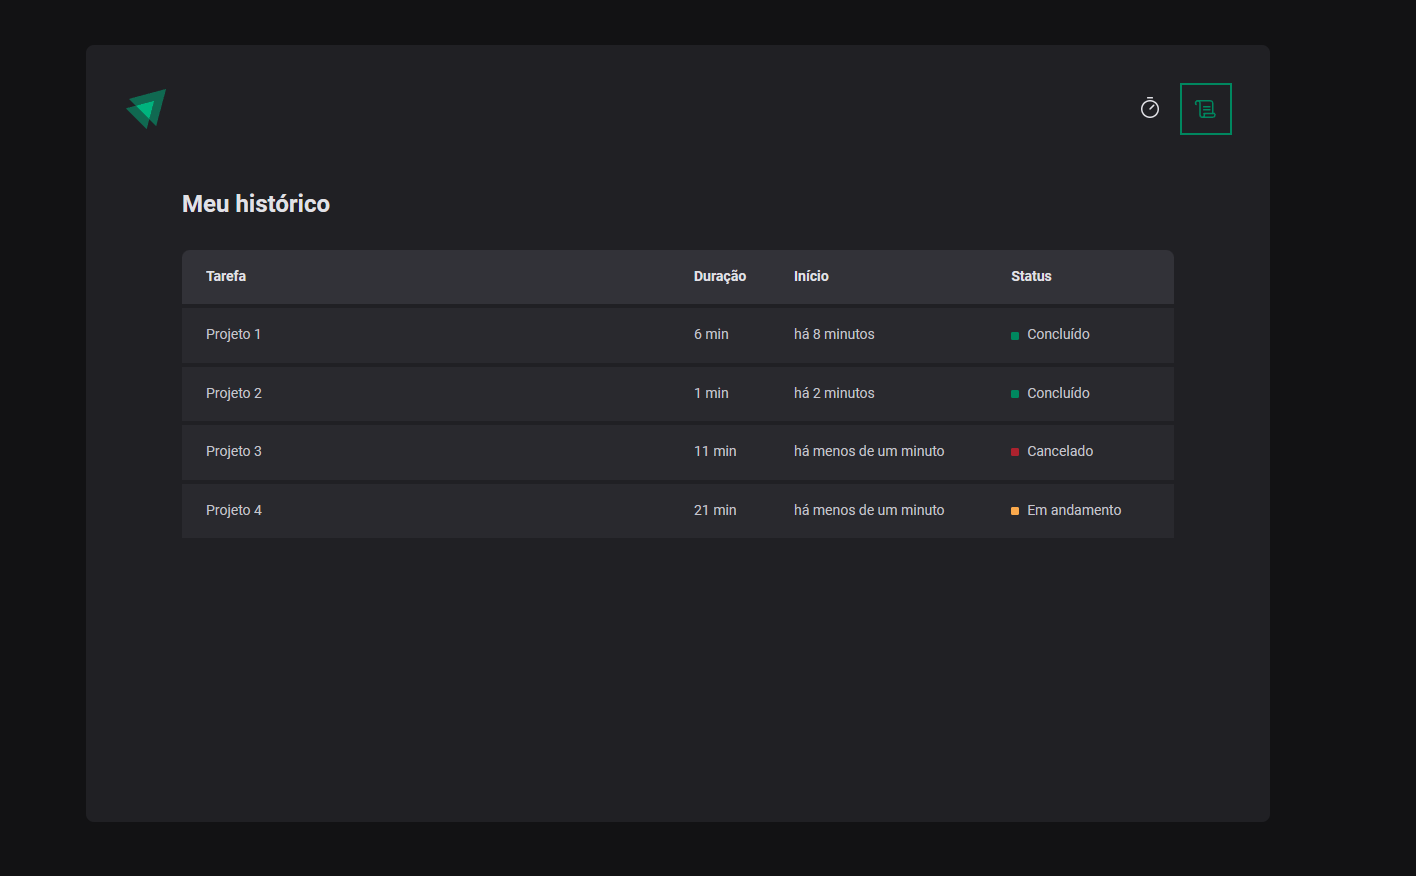 Meu histórico
Tarefa Duração Início Status
Projeto 1 6 min há 8 minutos Concluído
Projeto 2 1 min há 2 minutos Concluído
Projeto 3 11 min há menos de um minuto Cancelado
Projeto 4 21 min há menos de um minuto Em andamento